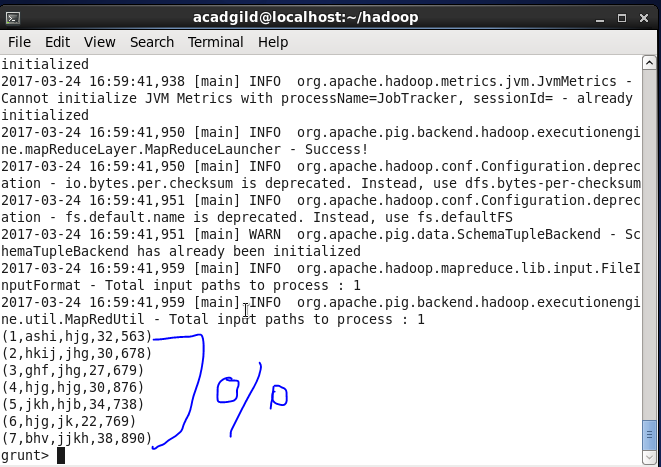 acadgild@localhost:~/hadoop
File Edit View Search Terminal Help
initialized
2017-03-24 16:59:41,938 [main] INFO  org.apache.hadoop.metrics.jvm.JvmMetrics -
Cannot initialize JVM Metrics with processName=JobTracker, sessionId= - already
initialized
2017-03-24 16:59:41,950 [main] INFO  org.apache.pig.backend.hadoop.executionengi
ne.mapReduceLayer.MapReduceLauncher - Success!
2017-03-24 16:59:41,950 [main] INFO  org.apache.hadoop.conf.Configuration.deprec
ation - io.bytes.per.checksum is deprecated. Instead, use dfs.bytes-per-checksum
2017-03-24 16:59:41,951 [main] INFO  org.apache.hadoop.conf.Configuration.deprec
ation - fs.default.name is deprecated. Instead, use fs.defaultFS
2017-03-24 16:59:41,951 [main] WARN  org.apache.pig.data.SchemaTupleBackend - Sc
hemaTupleBackend has already been initialized
2017-03-24 16:59:41,959 [main] INFO  org.apache.hadoop.mapreduce.lib.input.FileI
nputFormat - Total input paths to process : 1
2017-03-24 16:59:41,959 [main] INFO  org.apache.pig.backend.hadoop.executionengi
ne.util.MapRedUtil - Total input paths to process : 1
(1,ashi,hjg,32,563)
(2,hkij,jhg,30,678)
(3,ghf,jhg,27,679)
(4,hjg,hjg,30,876)
(5,jkh,hjb,34,738)
(6,hjg,jk,22,769)
(7,bhv,jjkh,38,890)
o/p
grunt>